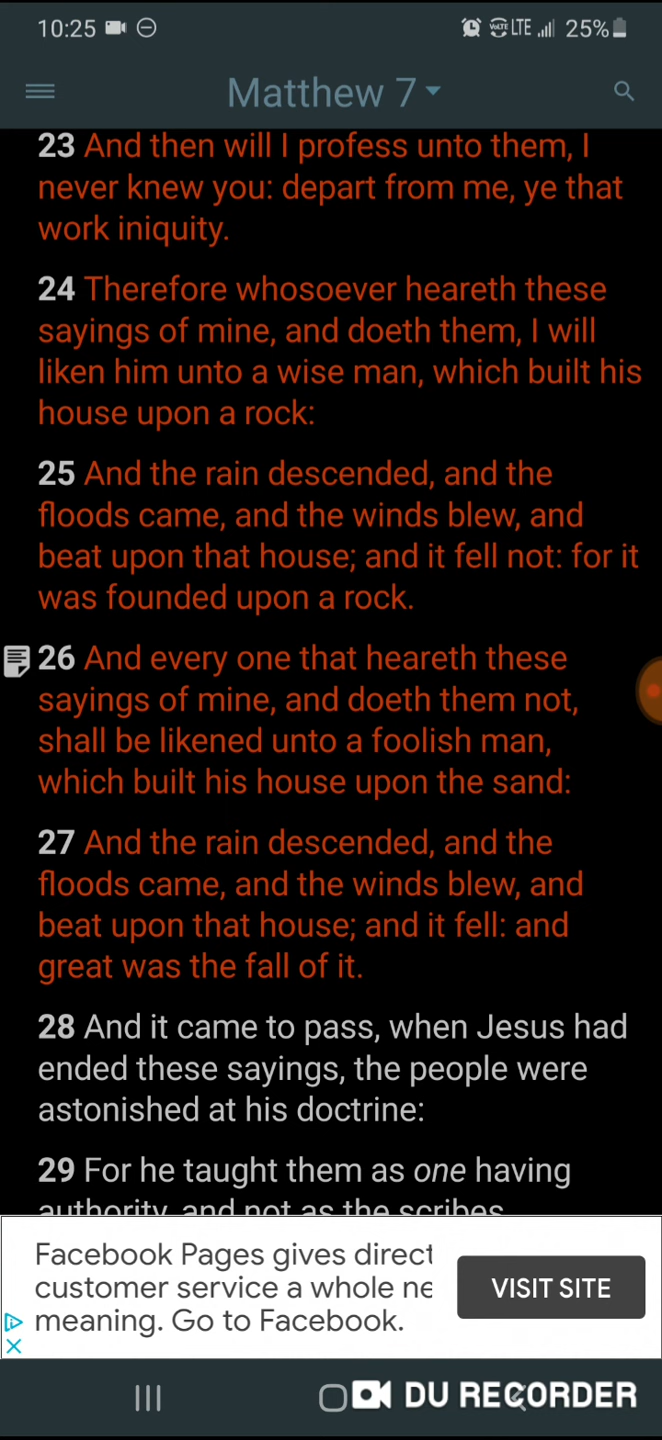 10:25 VoLTE LTE 25%
Matthew 7
23 And then will I profess unto them, I
never knew you: depart from me, ye that
work iniquity.
24 Therefore whosoever heareth these
sayings of mine, and doeth them, I will
liken him unto a wise man, which built his
house upon a rock:
25 And the rain descended, and the
floods came, and the winds blew, and
beat upon that house; and it fell not: for it
was founded upon a rock.
26 And every one that heareth these
sayings of mine, and doeth them not,
shall be likened unto a foolish man,
which built his house upon the sand:
27 And the rain descended, and the
floods came, and the winds blew, and
beat upon that house; and it fell: and
great was the fall of it.
28 And it came to pass, when Jesus had
ended these sayings, the people were
astonished at his doctrine:
29 For he taught them as one having
authority, and not as the scribes.
Facebook Pages gives direct
customer service a whole ne
meaning. Go to Facebook.
VISIT SITE
DU RECORDER